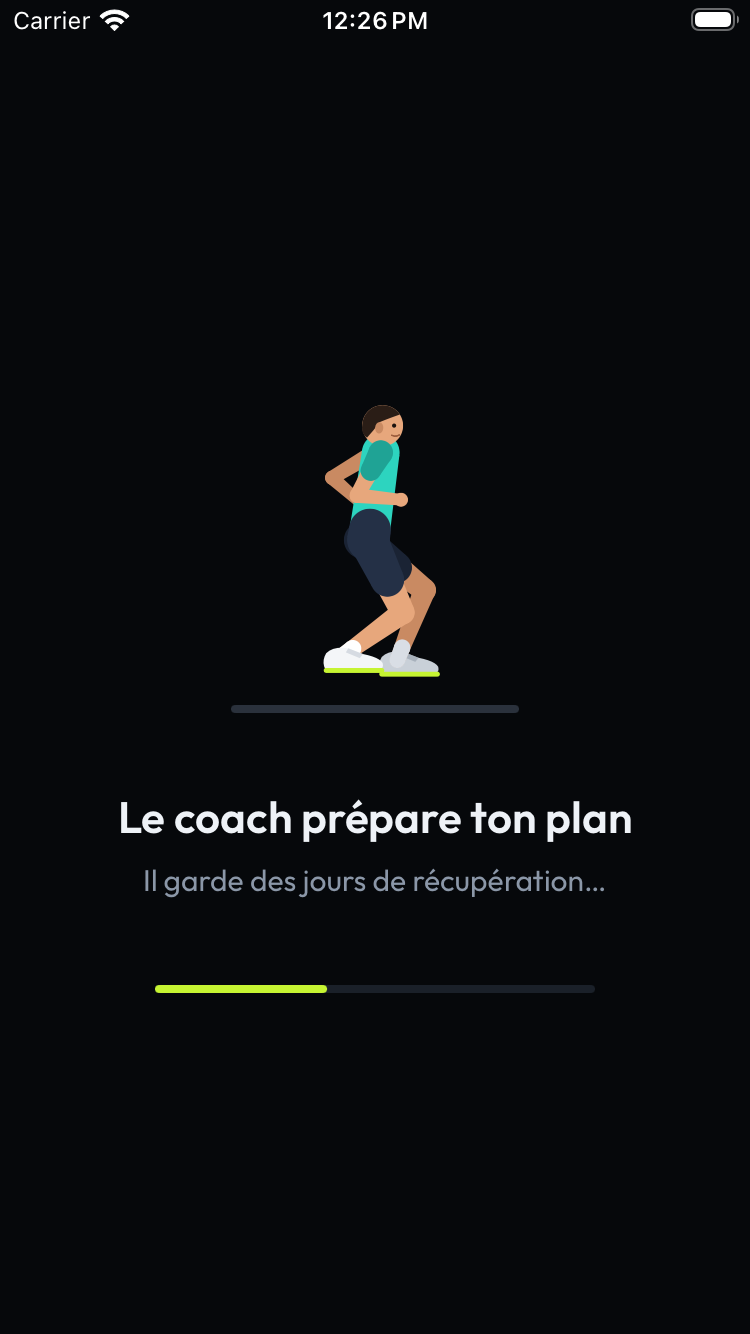 Carrier 12:26 PM
Le coach prépare ton plan
Il garde des jours de récupération...